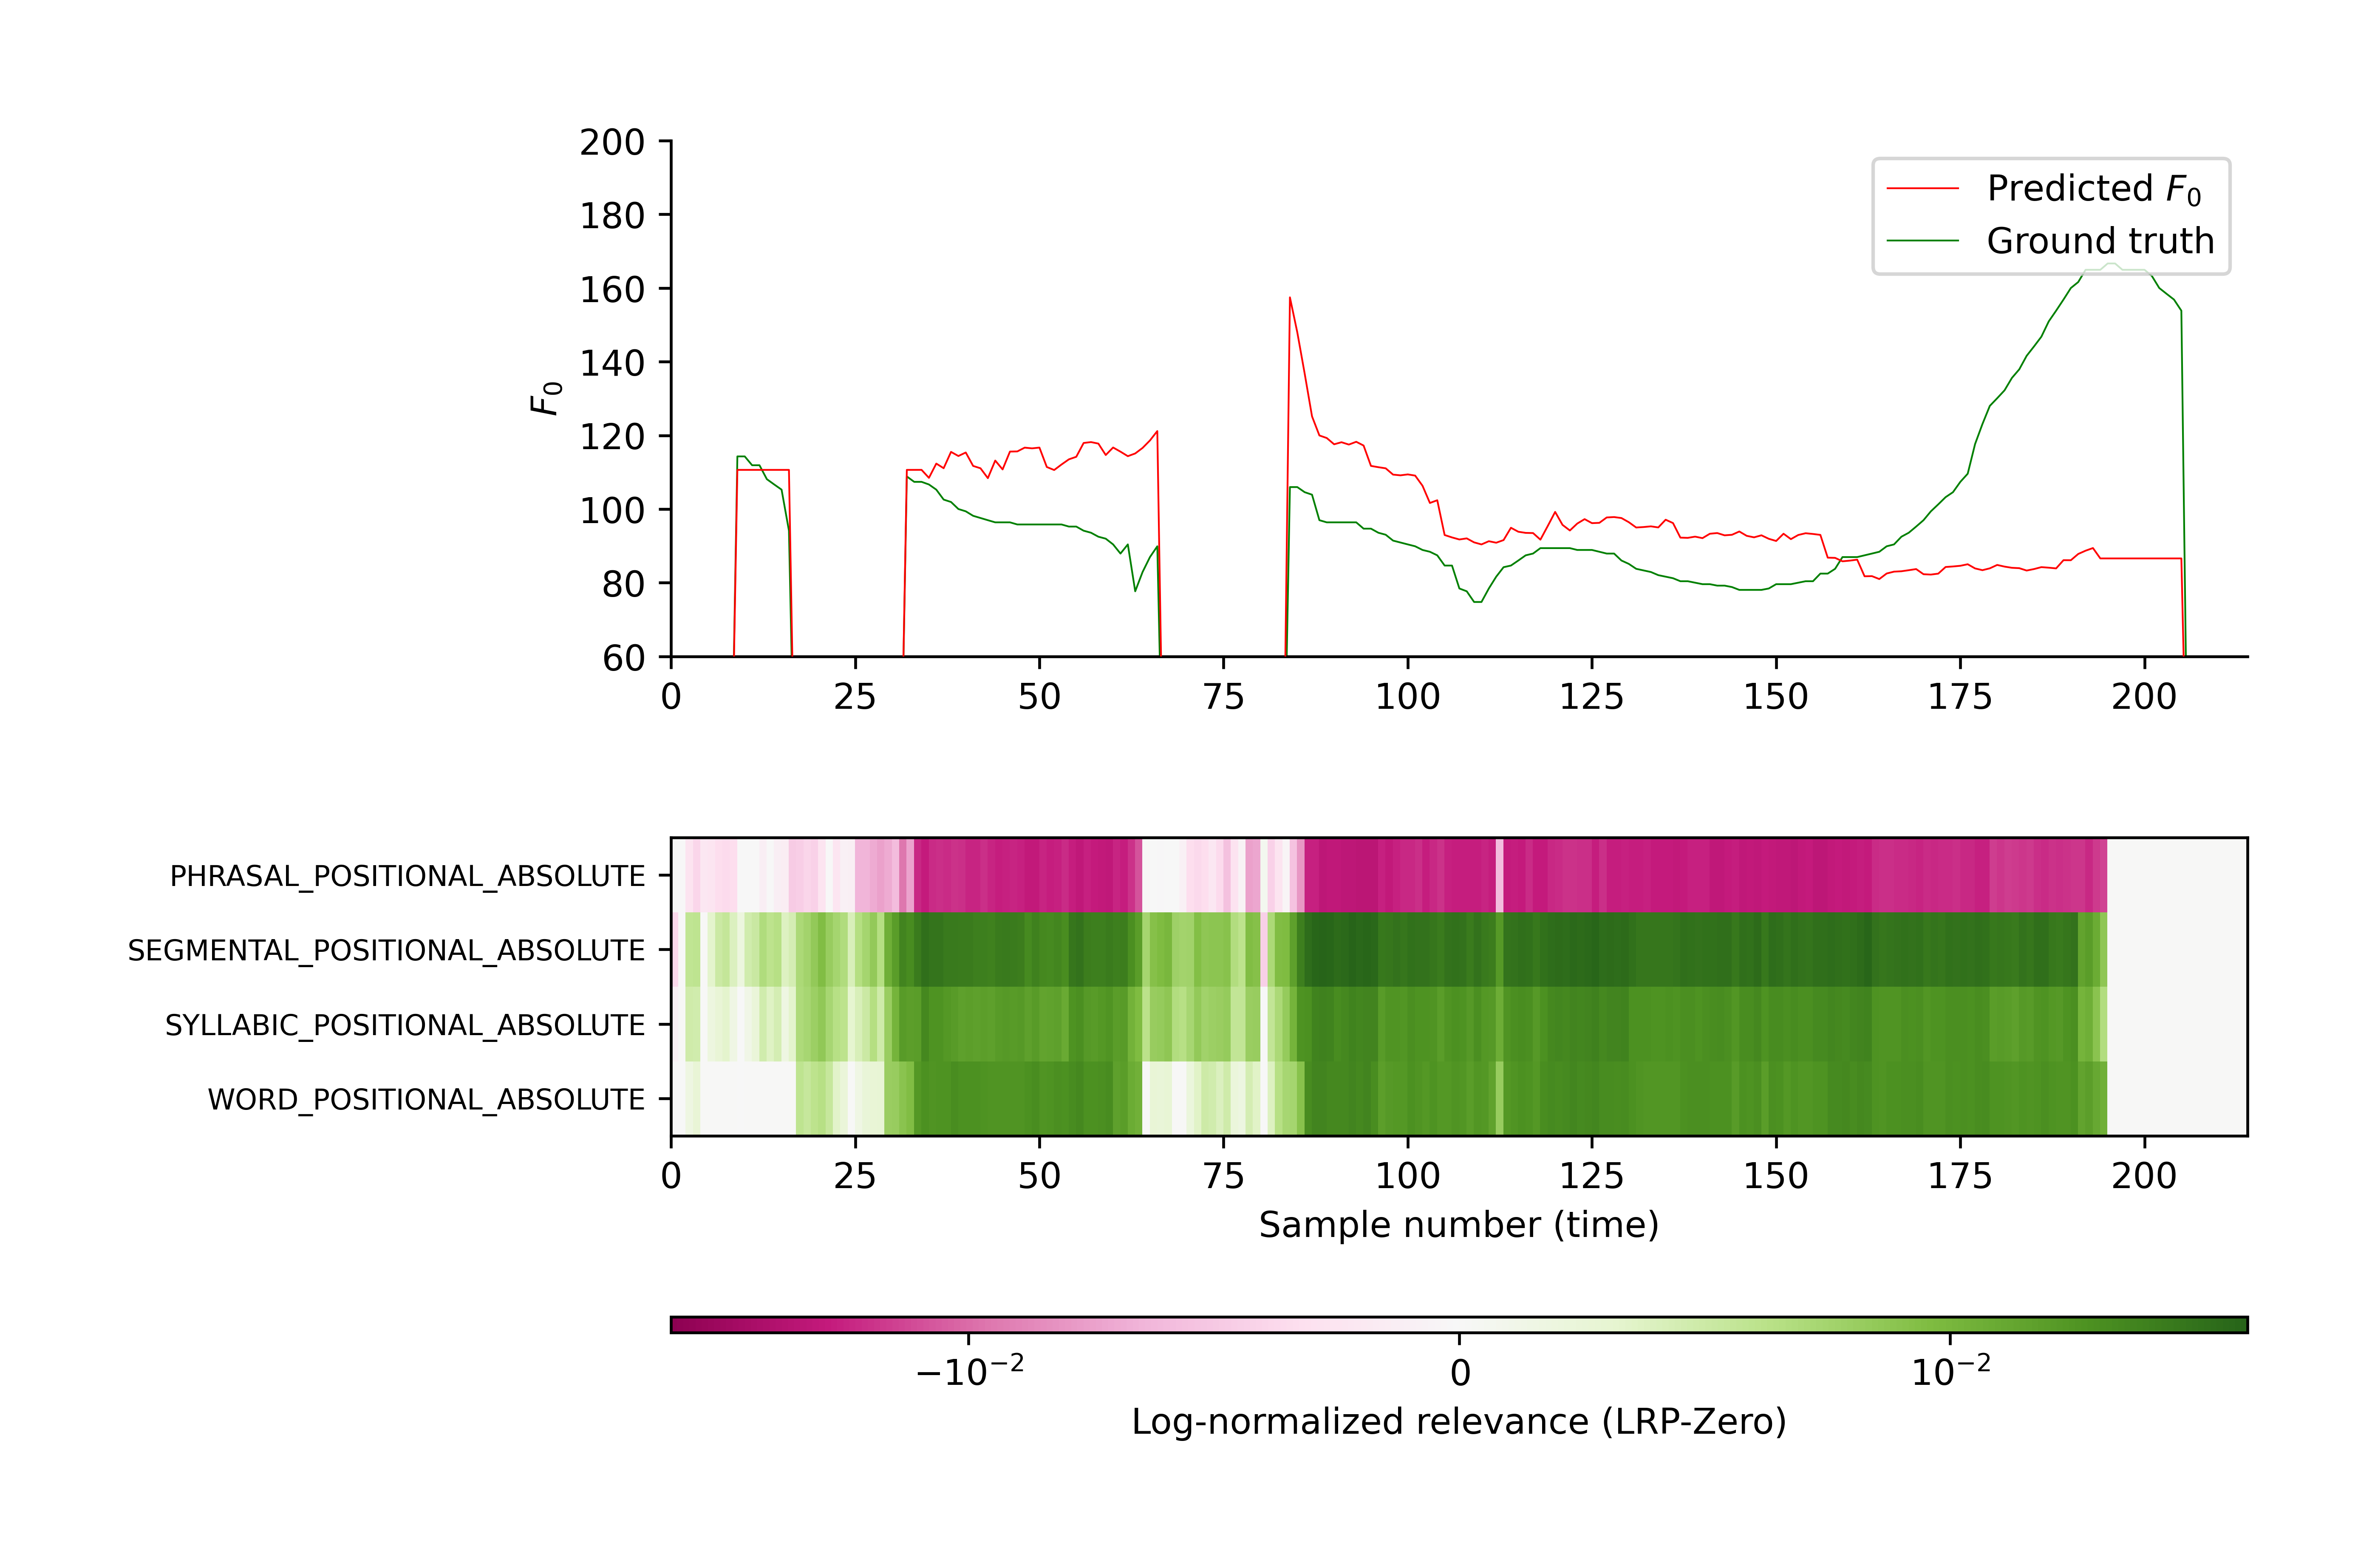 200
180
160
140
120
100
80
60
F₀
Predicted F₀
Ground truth
0 25 50 75 100 125 150 175 200
PHRASAL_POSITIONAL_ABSOLUTE
SEGMENTAL_POSITIONAL_ABSOLUTE
SYLLABIC_POSITIONAL_ABSOLUTE
WORD_POSITIONAL_ABSOLUTE
0 25 50 75 100 125 150 175 200
Sample number (time)
−10⁻² 0 10⁻²
Log-normalized relevance (LRP-Zero)